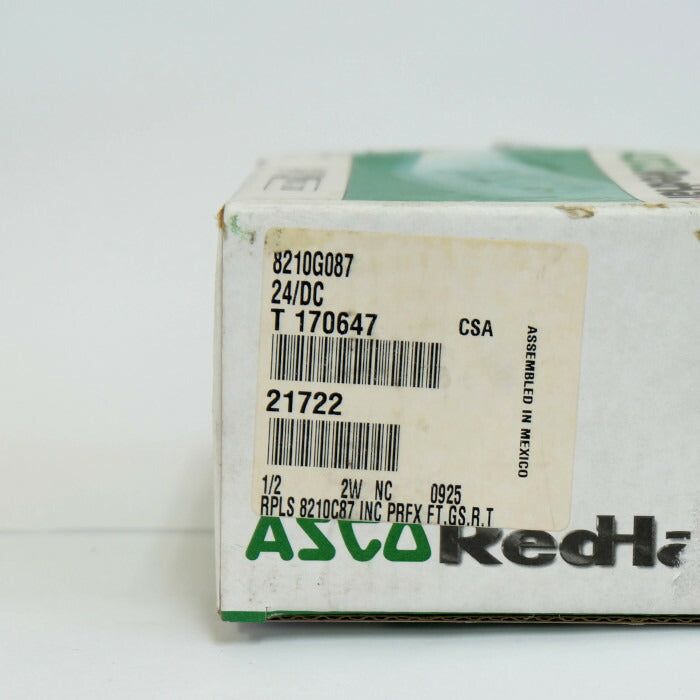 8210G087
24/DC
T 170647 CSA
21722
ASSEMBLED IN MEXICO
1/2 2W NC 0925
RPLS 8210C87 INC PRFX FT,GS,R,T
ASCO RedHa
ASCO